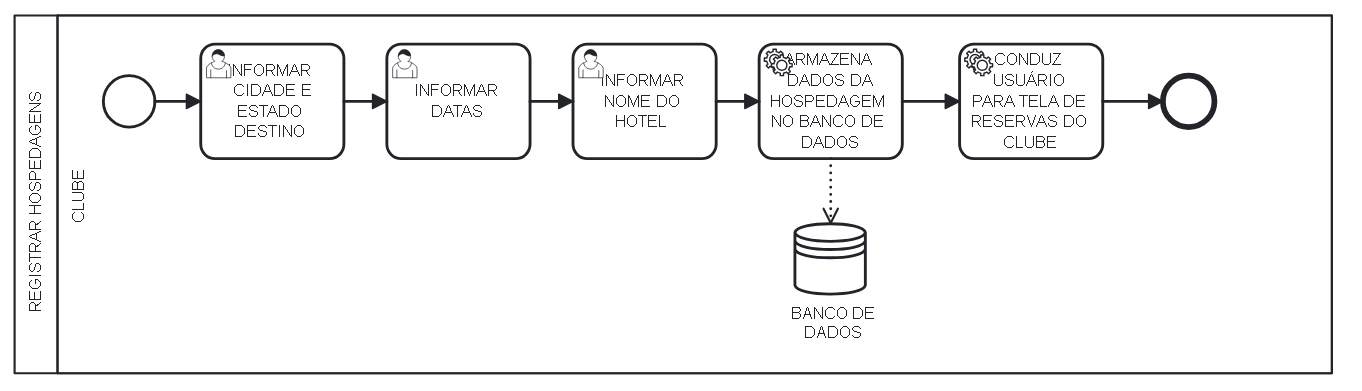 REGISTRAR HOSPEDAGENS
CLUBE
INFORMAR
CIDADE E
ESTADO
DESTINO
INFORMAR
DATAS
INFORMAR
NOME DO
HOTEL
ARMAZENA
DADOS DA
HOSPEDAGEM
NO BANCO DE
DADOS
CONDUZ
USUÁRIO
PARA TELA DE
RESERVAS DO
CLUBE
BANCO DE
DADOS